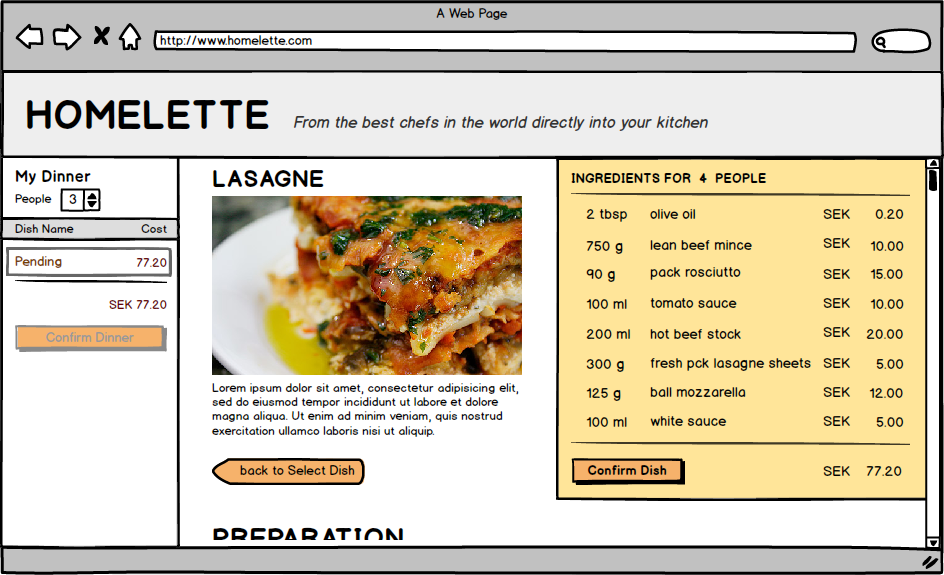 A Web Page
http://www.homelette.com
HOMELETTE
From the best chefs in the world directly into your kitchen
My Dinner
People 3
Dish Name Cost
Pending 77.20
SEK 77.20
Confirm Dinner
LASAGNE
Lorem ipsum dolor sit amet, consectetur adipisicing elit,
sed do eiusmod tempor incididunt ut labore et dolore
magna aliqua. Ut enim ad minim veniam, quis nostrud
exercitation ullamco laboris nisi ut aliquip.
back to Select Dish
PREPARATION
INGREDIENTS FOR 4 PEOPLE
2 tbsp olive oil SEK 0.20
750 g lean beef mince SEK 10.00
90 g pack rosciutto SEK 15.00
100 ml tomato sauce SEK 10.00
200 ml hot beef stock SEK 20.00
300 g fresh pck lasagne sheets SEK 5.00
125 g ball mozzarella SEK 12.00
100 ml white sauce SEK 5.00
Confirm Dish SEK 77.20